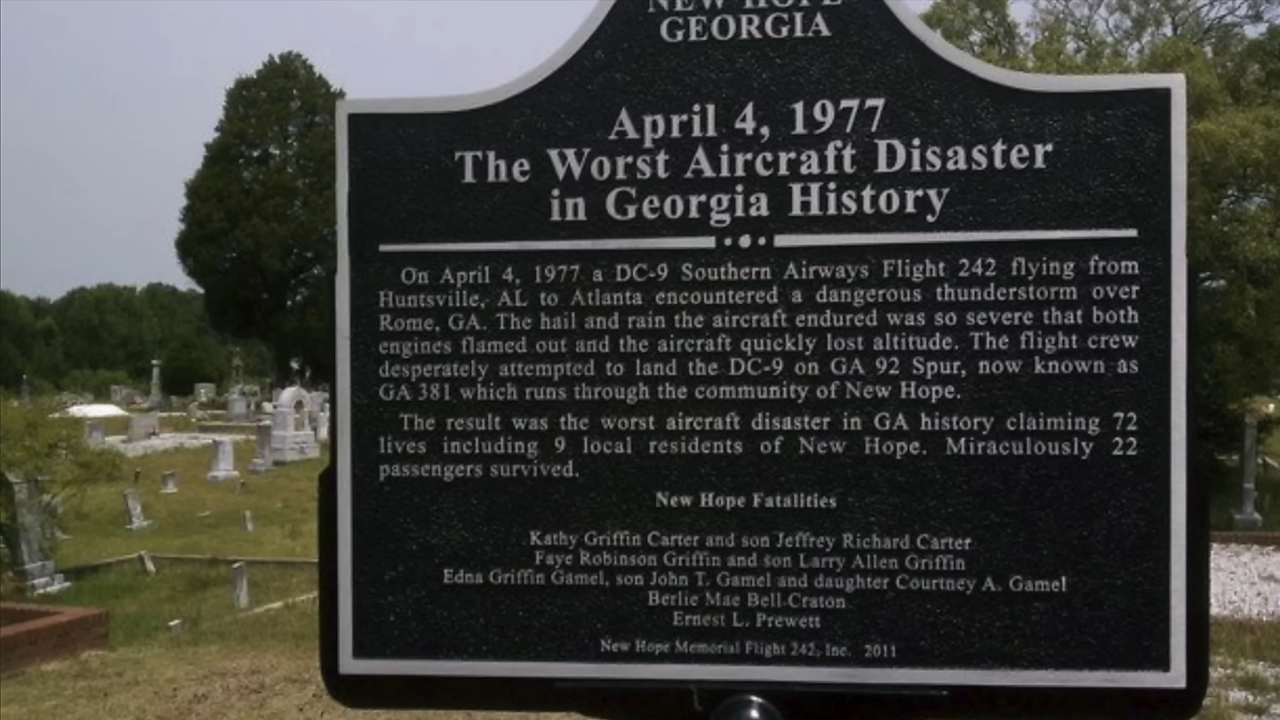 NEW HOPE
GEORGIA
April 4, 1977
The Worst Aircraft Disaster
in Georgia History
On April 4, 1977 a DC-9 Southern Airways Flight 242 flying from
Huntsville, AL to Atlanta encountered a dangerous thunderstorm over
Rome, GA. The hail and rain the aircraft endured was so severe that both
engines flamed out and the aircraft quickly lost altitude. The flight crew
desperately attempted to land the DC-9 on GA 92 Spur, now known as
GA 381 which runs through the community of New Hope.
The result was the worst aircraft disaster in GA history claiming 72
lives including 9 local residents of New Hope. Miraculously 22
passengers survived.
New Hope Fatalities
Kathy Griffin Carter and son Jeffrey Richard Carter
Faye Robinson Griffin and son Larry Allen Griffin
Edna Griffin Gamel, son John T. Gamel and daughter Courtney A. Gamel
Berlie Mae Bell-Craton
Ernest L. Prewett
New Hope Memorial Flight 242, Inc. 2011